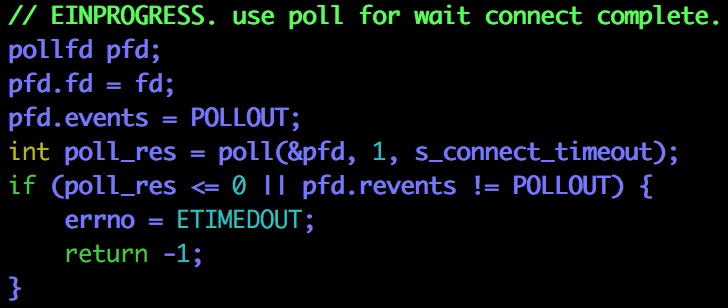 // EINPROGRESS. use poll for wait connect complete.
pollfd pfd;
pfd.fd = fd;
pfd.events = POLLOUT;
int poll_res = poll(&pfd, 1, s_connect_timeout);
if (poll_res <= 0 || pfd.revents != POLLOUT) {
    errno = ETIMEDOUT;
    return -1;
}